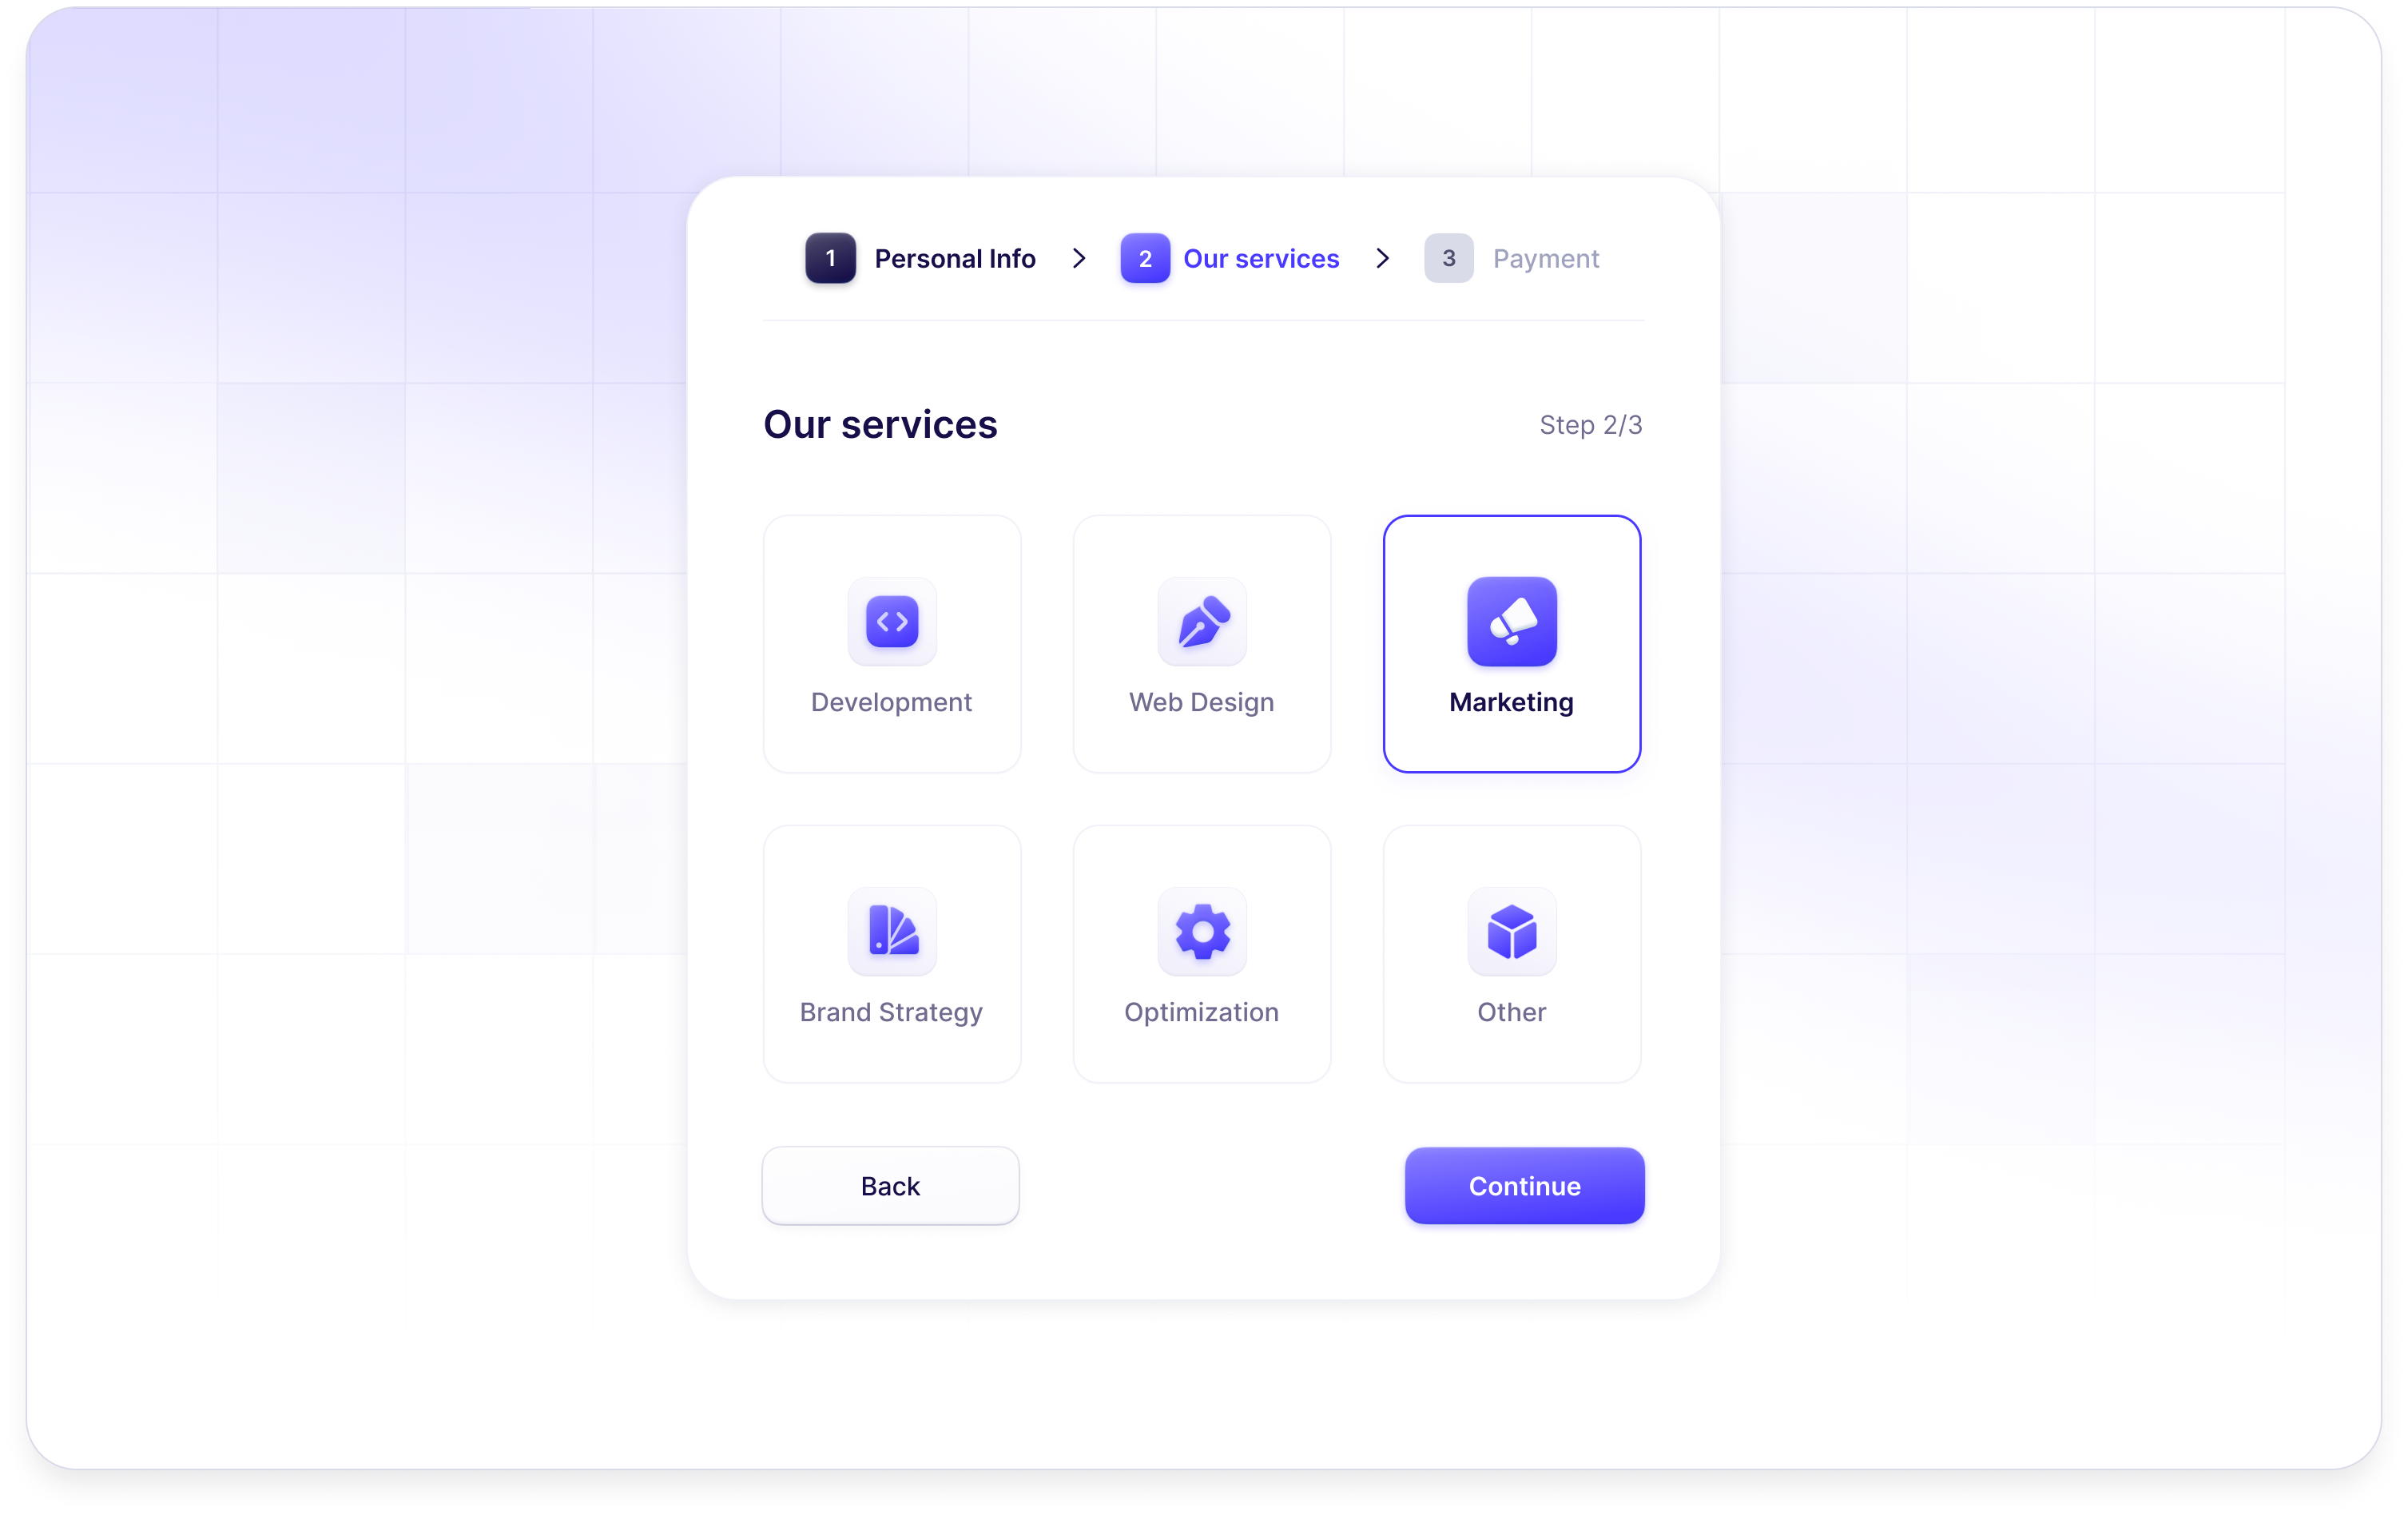 1 Personal Info 2 Our services 3 Payment
Our services Step 2/3
Development Web Design Marketing
Brand Strategy Optimization Other
Back Continue